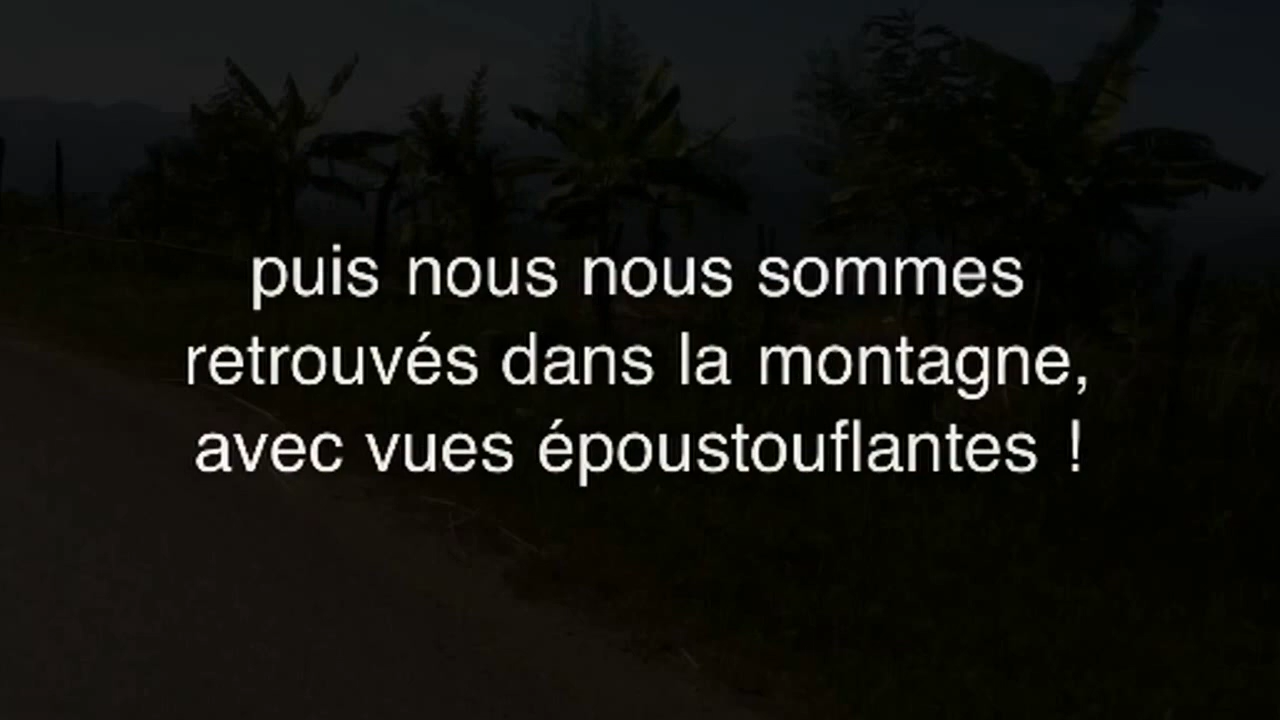 puis nous nous sommes
retrouvés dans la montagne,
avec vues époustouflantes !